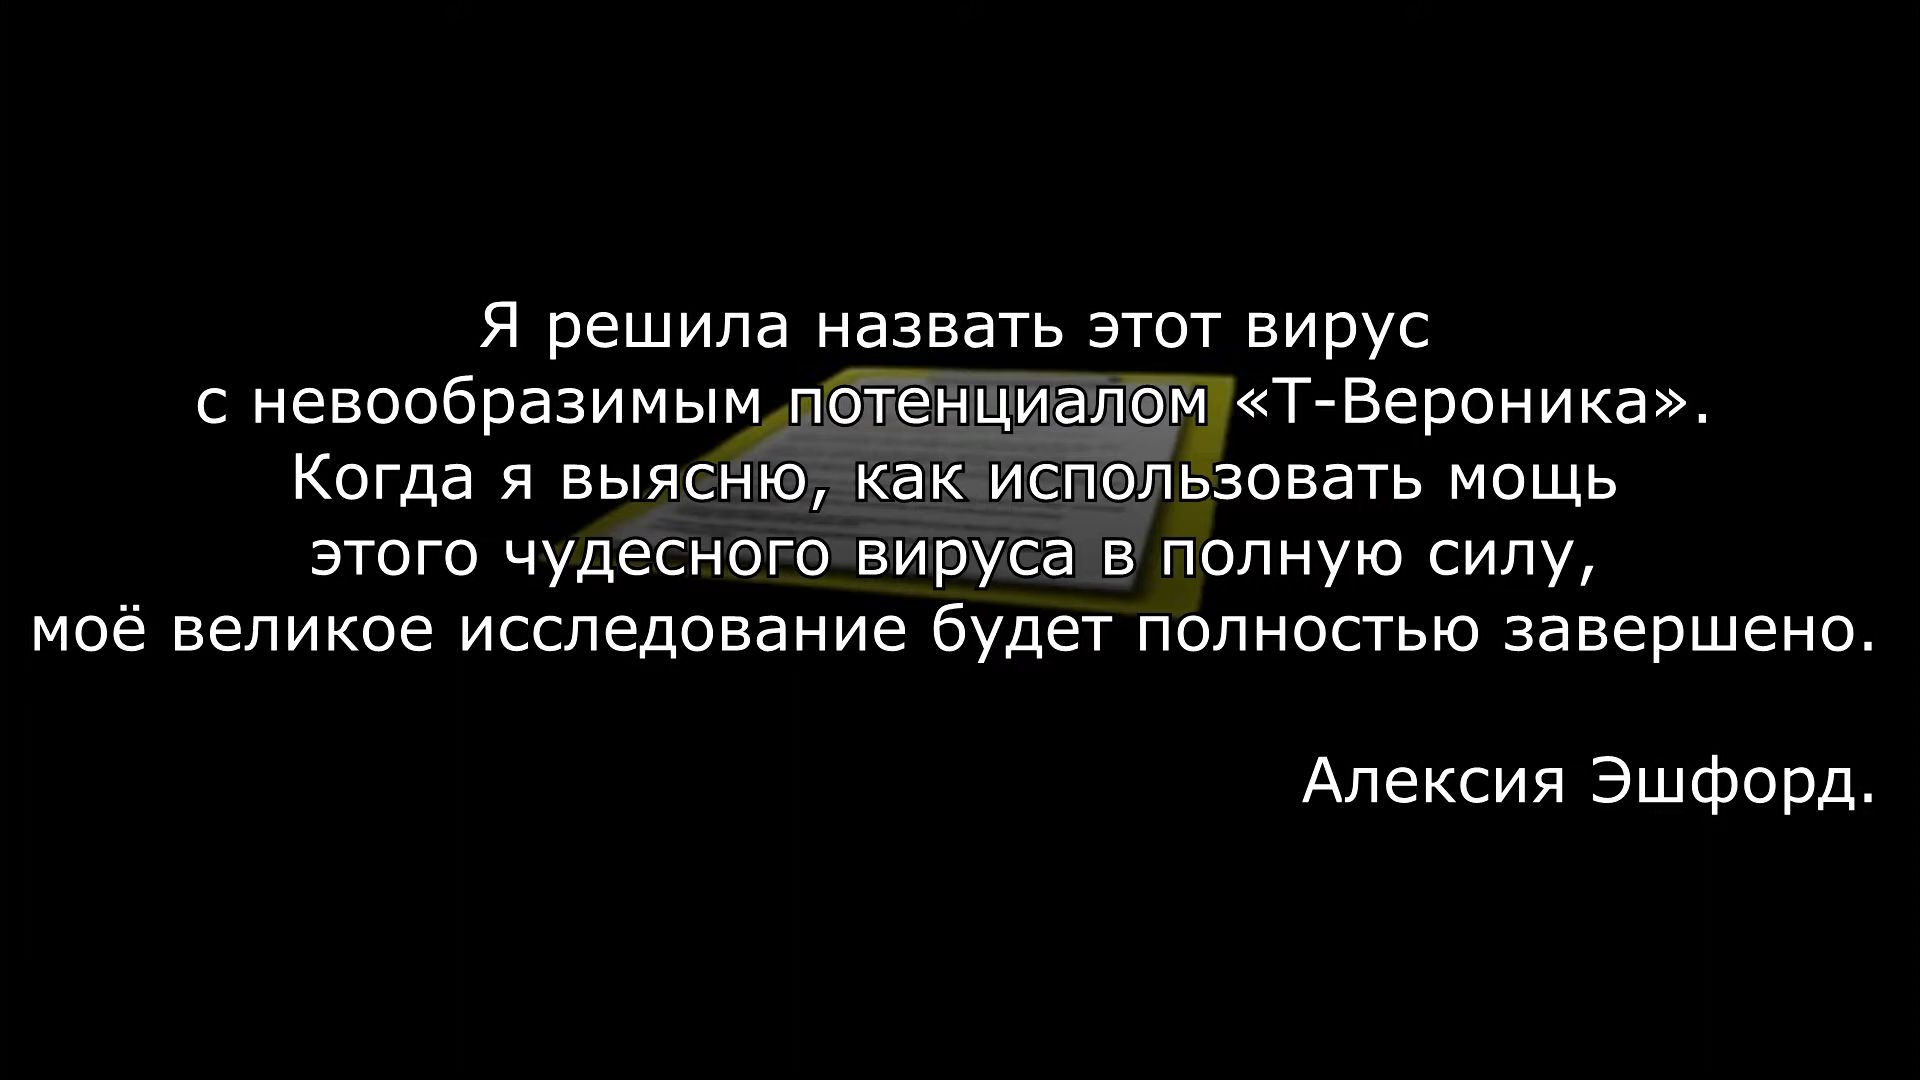 Я решила назвать этот вирус
с невообразимым потенциалом «Т-Вероника».
Когда я выясню, как использовать мощь
этого чудесного вируса в полную силу,
моё великое исследование будет полностью завершено.
Алексия Эшфорд.